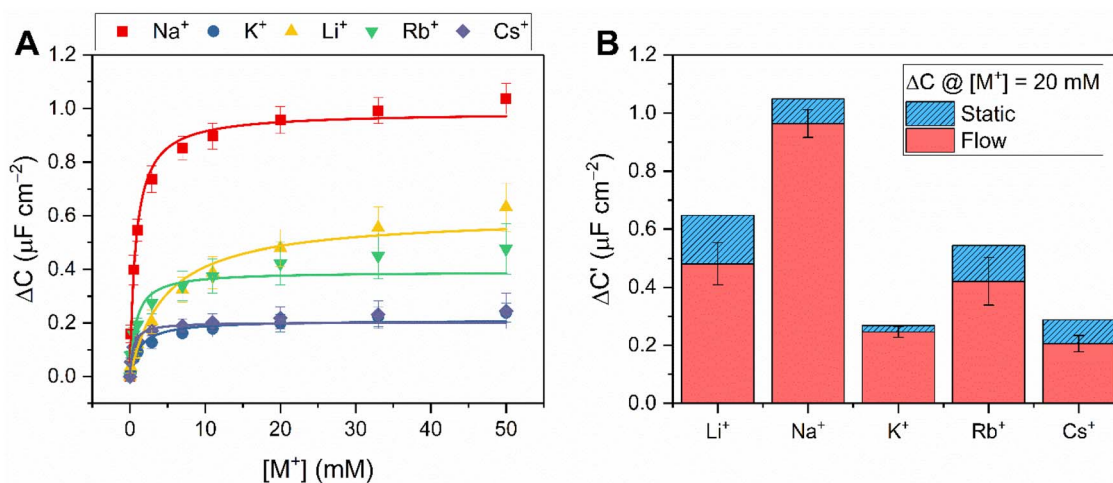 A
Na⁺ K⁺ Li⁺ Rb⁺ Cs⁺
1.2
1.0
0.8
0.6
0.4
0.2
0.0
ΔC (µF cm⁻²)
0 10 20 30 40 50
[M⁺] (mM)
B
1.2
1.0
0.8
0.6
0.4
0.2
0.0
ΔC' (µF cm⁻²)
ΔC @ [M⁺] = 20 mM
Static
Flow
Li⁺ Na⁺ K⁺ Rb⁺ Cs⁺